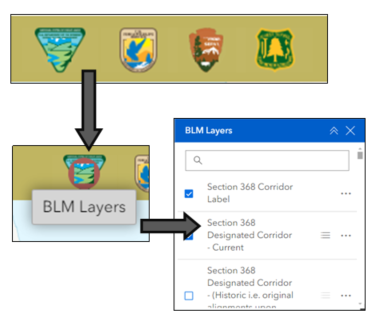 BLM Layers
BLM Layers
Section 368 Corridor
Label
Section 368
Designated Corridor
- Current
Section 368
Designated Corridor
- (Historic i.e. original
alignments upon